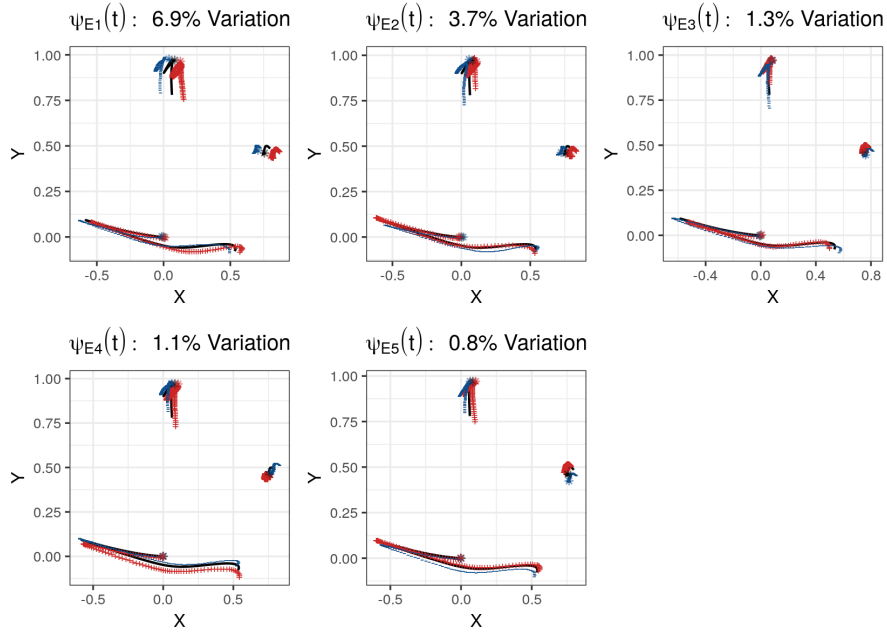 ψE1(t) : 6.9% Variation
ψE2(t) : 3.7% Variation
ψE3(t) : 1.3% Variation
1.00
0.75
0.50
0.25
0.00
Y
-0.5 0.0 0.5
X
1.00
0.75
0.50
0.25
0.00
Y
-0.5 0.0 0.5
X
1.00
0.75
0.50
0.25
0.00
Y
-0.4 0.0 0.4 0.8
X
ψE4(t) : 1.1% Variation
ψE5(t) : 0.8% Variation
1.00
0.75
0.50
0.25
0.00
Y
-0.5 0.0 0.5
X
1.00
0.75
0.50
0.25
0.00
Y
-0.5 0.0 0.5
X